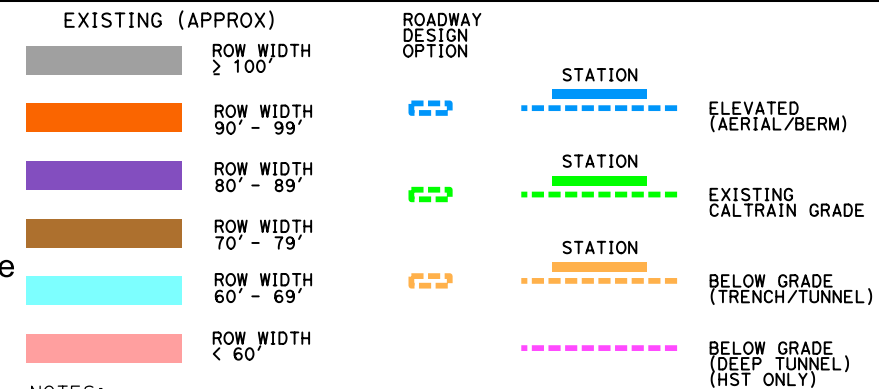 EXISTING (APPROX)
ROW WIDTH
≥ 100'
ROW WIDTH
90' - 99'
ROW WIDTH
80' - 89'
ROW WIDTH
70' - 79'
e
ROW WIDTH
60' - 69'
ROW WIDTH
< 60'
NOTES:
ROADWAY
DESIGN
OPTION
STATION
ELEVATED
(AERIAL/BERM)
STATION
EXISTING
CALTRAIN GRADE
STATION
BELOW GRADE
(TRENCH/TUNNEL)
BELOW GRADE
(DEEP TUNNEL)
(HST ONLY)